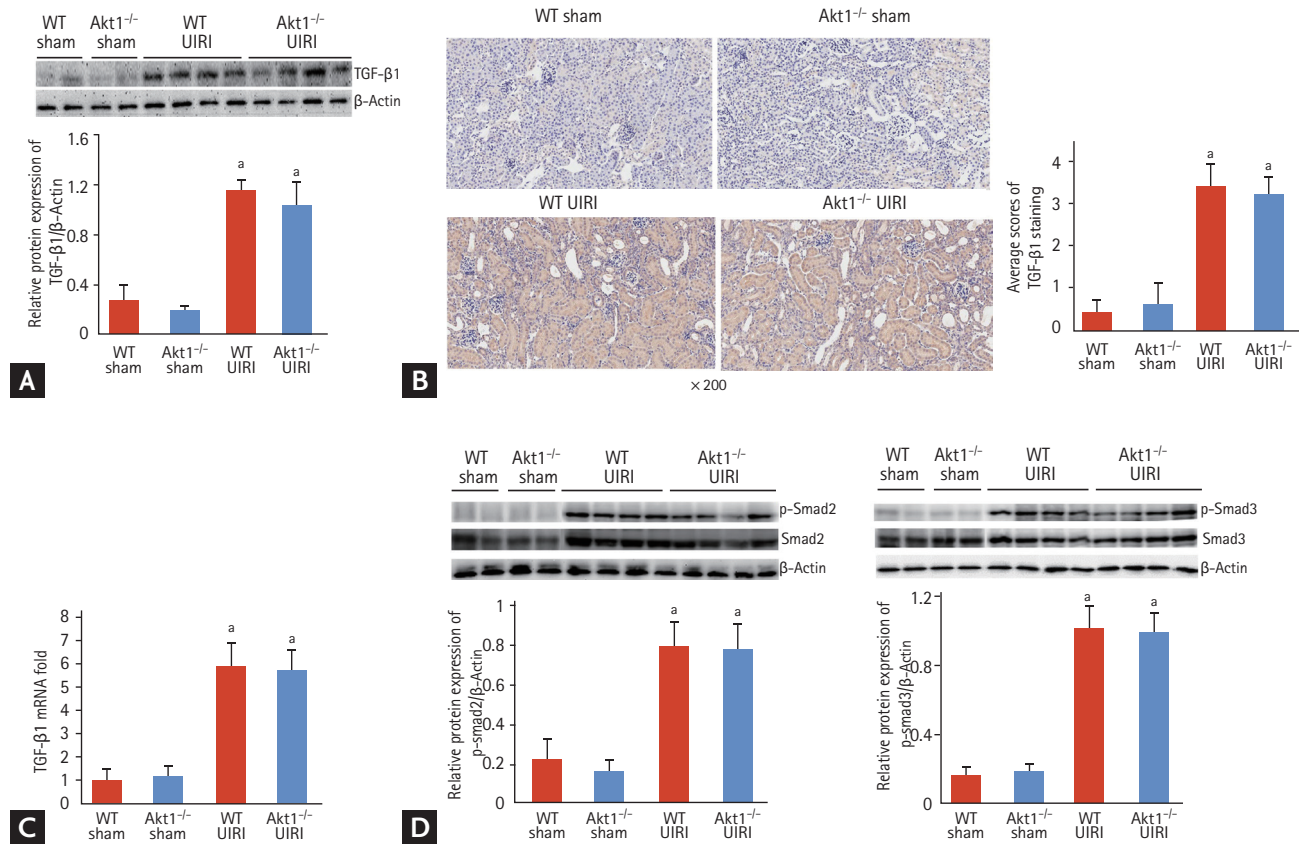 WT
sham
Akt1−/−
sham
WT
UIRI
Akt1−/−
UIRI
TGF-β1
β-Actin
Relative protein expression of
TGF-β1/β-Actin
1.6
1.2
0.8
0.4
0
a
a
WT
sham
Akt1−/−
sham
WT
UIRI
Akt1−/−
UIRI
A
WT sham
Akt1−/− sham
WT UIRI
Akt1−/− UIRI
× 200
Average scores of
TGF-β1 staining
4
3
2
1
0
a
a
WT
sham
Akt1−/−
sham
WT
UIRI
Akt1−/−
UIRI
B
TGF-β1 mRNA fold
8
7
6
5
4
3
2
1
0
a
a
WT
sham
Akt1−/−
sham
WT
UIRI
Akt1−/−
UIRI
C
WT
sham
Akt1−/−
sham
WT
UIRI
Akt1−/−
UIRI
p-Smad2
Smad2
β-Actin
Relative protein expression of
p-smad2/β-Actin
1
0.8
0.6
0.4
0.2
0
a
a
WT
sham
Akt1−/−
sham
WT
UIRI
Akt1−/−
UIRI
WT
sham
Akt1−/−
sham
WT
UIRI
Akt1−/−
UIRI
p-Smad3
Smad3
β-Actin
Relative protein expression of
p-smad3/β-Actin
1.2
0.8
0.4
0
a
a
WT
sham
Akt1−/−
sham
WT
UIRI
Akt1−/−
UIRI
D